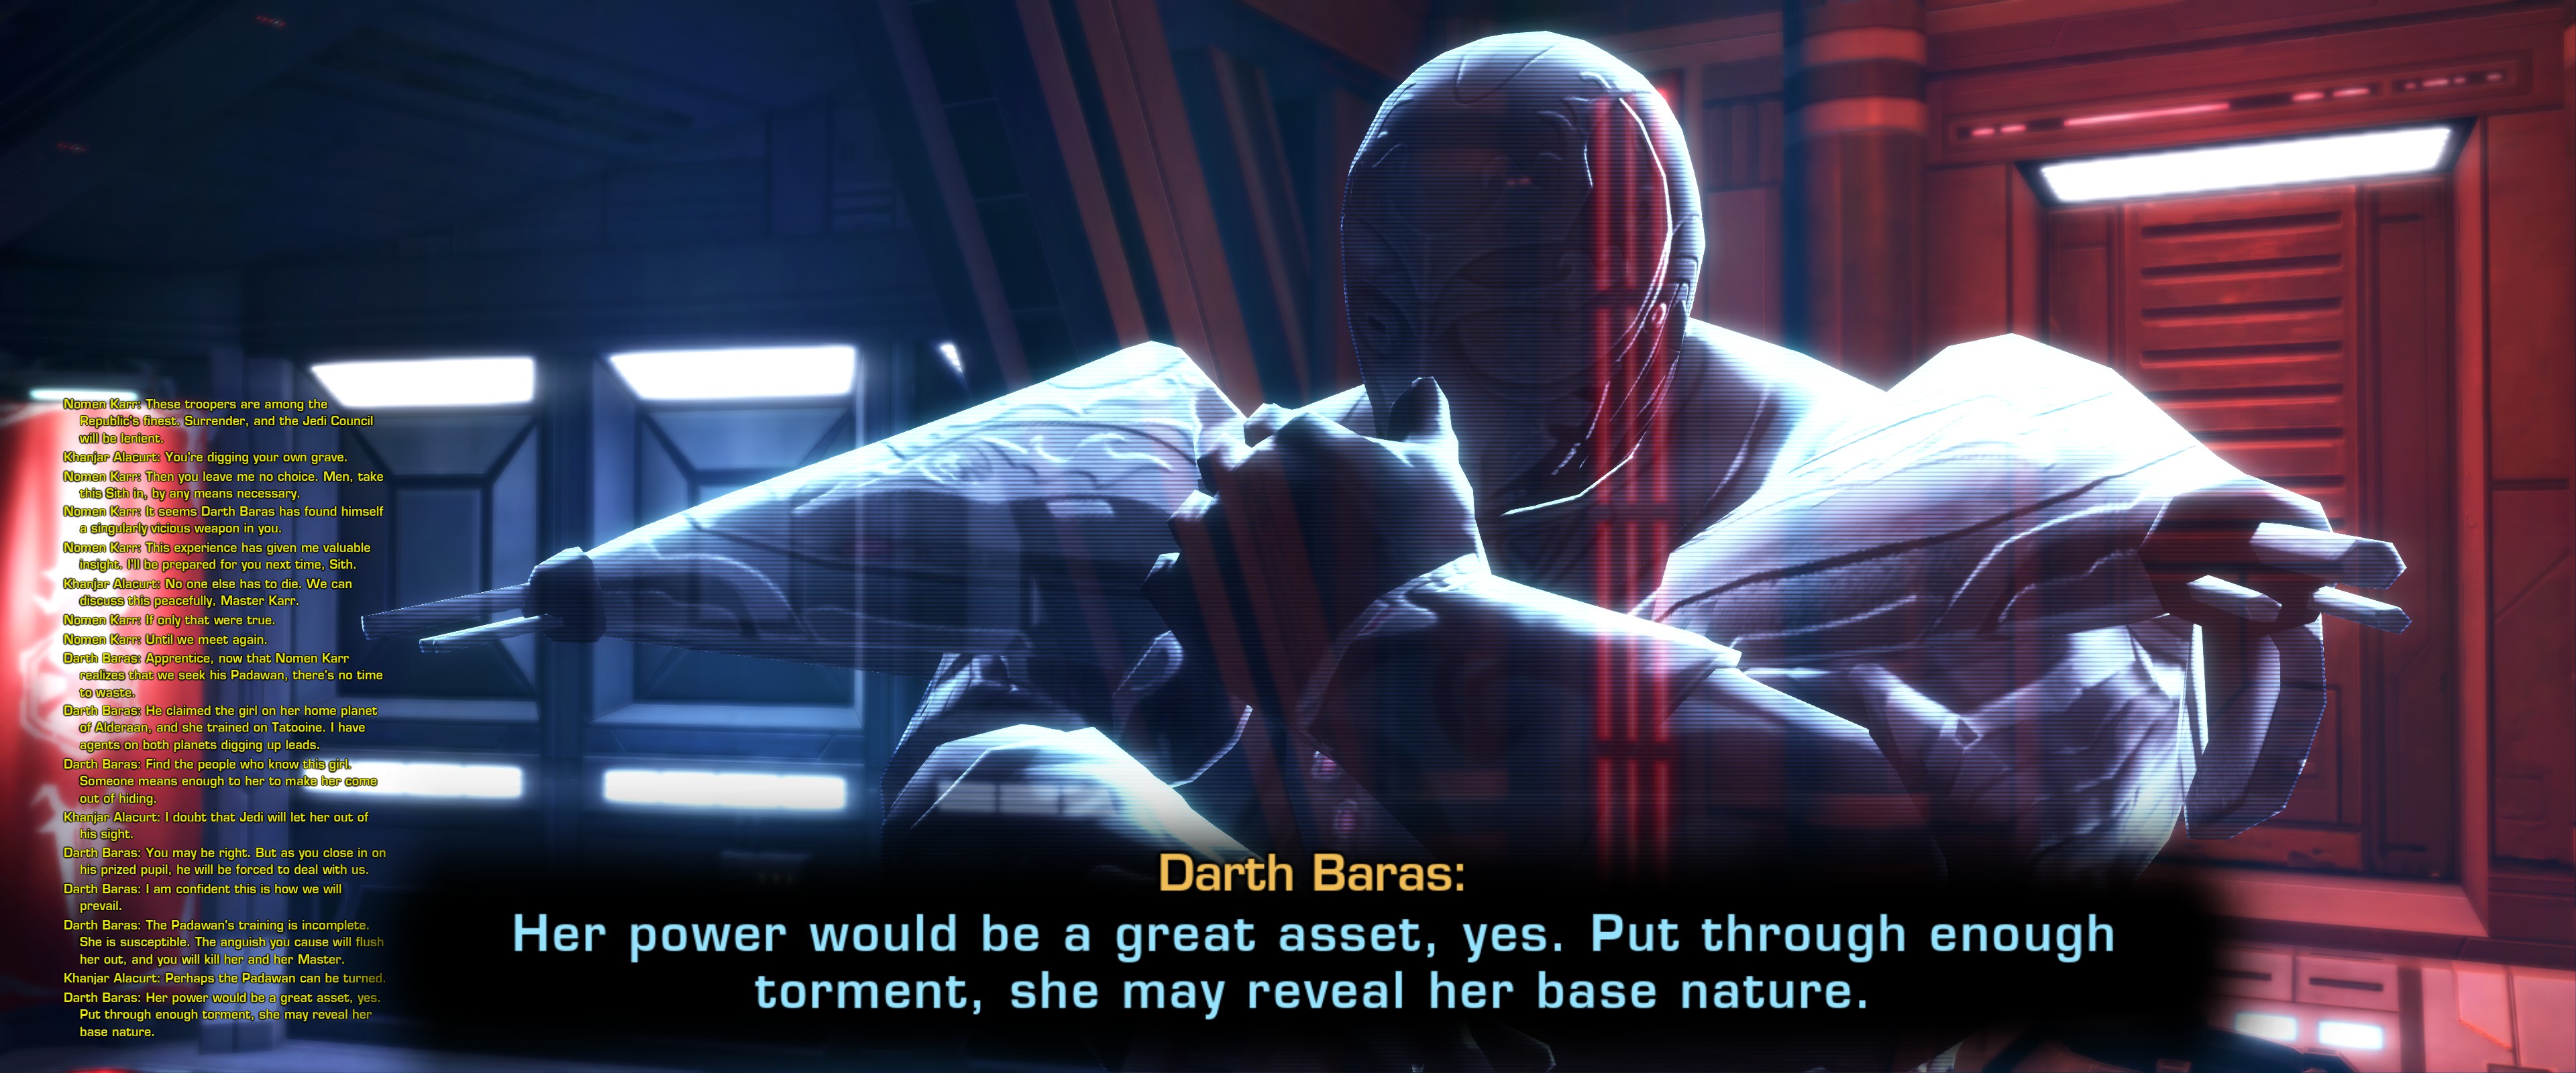 Nomen Karr: These troopers are among the
Republic's finest. Surrender, and the Jedi Council
will be lenient.
Khanjar Alacurt: You're digging your own grave.
Nomen Karr: Then you leave me no choice. Men, take
this Sith in, by any means necessary.
Nomen Karr: It seems Darth Baras has found himself
a singularly vicious weapon in you.
Nomen Karr: This experience has given me valuable
insight. I'll be prepared for you next time, Sith.
Khanjar Alacurt: No one else has to die. We can
discuss this peacefully, Master Karr.
Nomen Karr: If only that were true.
Nomen Karr: Until we meet again.
Darth Baras: Apprentice, now that Nomen Karr
realizes that we seek his Padawan, there's no time
to waste.
Darth Baras: He claimed the girl on her home planet
of Alderaan, and she trained on Tatooine. I have
agents on both planets digging up leads.
Darth Baras: Find the people who know this girl.
Someone means enough to her to make her come
out of hiding.
Khanjar Alacurt: I doubt that Jedi will let her out of
his sight.
Darth Baras: You may be right. But as you close in on
his prized pupil, he will be forced to deal with us.
Darth Baras: I am confident this is how we will
prevail.
Darth Baras: The Padawan's training is incomplete.
She is susceptible. The anguish you cause will flush
her out, and you will kill her and her Master.
Khanjar Alacurt: Perhaps the Padawan can be turned.
Darth Baras: Her power would be a great asset, yes.
Put through enough torment, she may reveal her
base nature.
Darth Baras:
Her power would be a great asset, yes. Put through enough
torment, she may reveal her base nature.